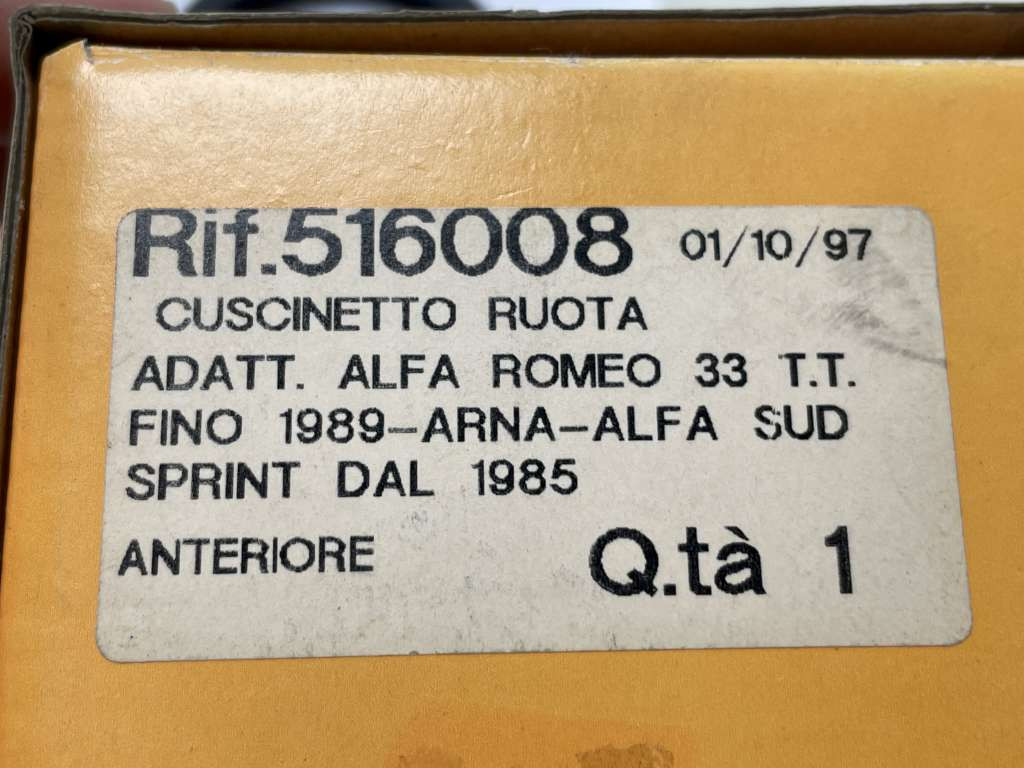 Rif.516008 01/10/97
CUSCINETTO RUOTA
ADATT. ALFA ROMEO 33 T.T.
FINO 1989-ARNA-ALFA SUD
SPRINT DAL 1985
ANTERIORE Q.tà 1